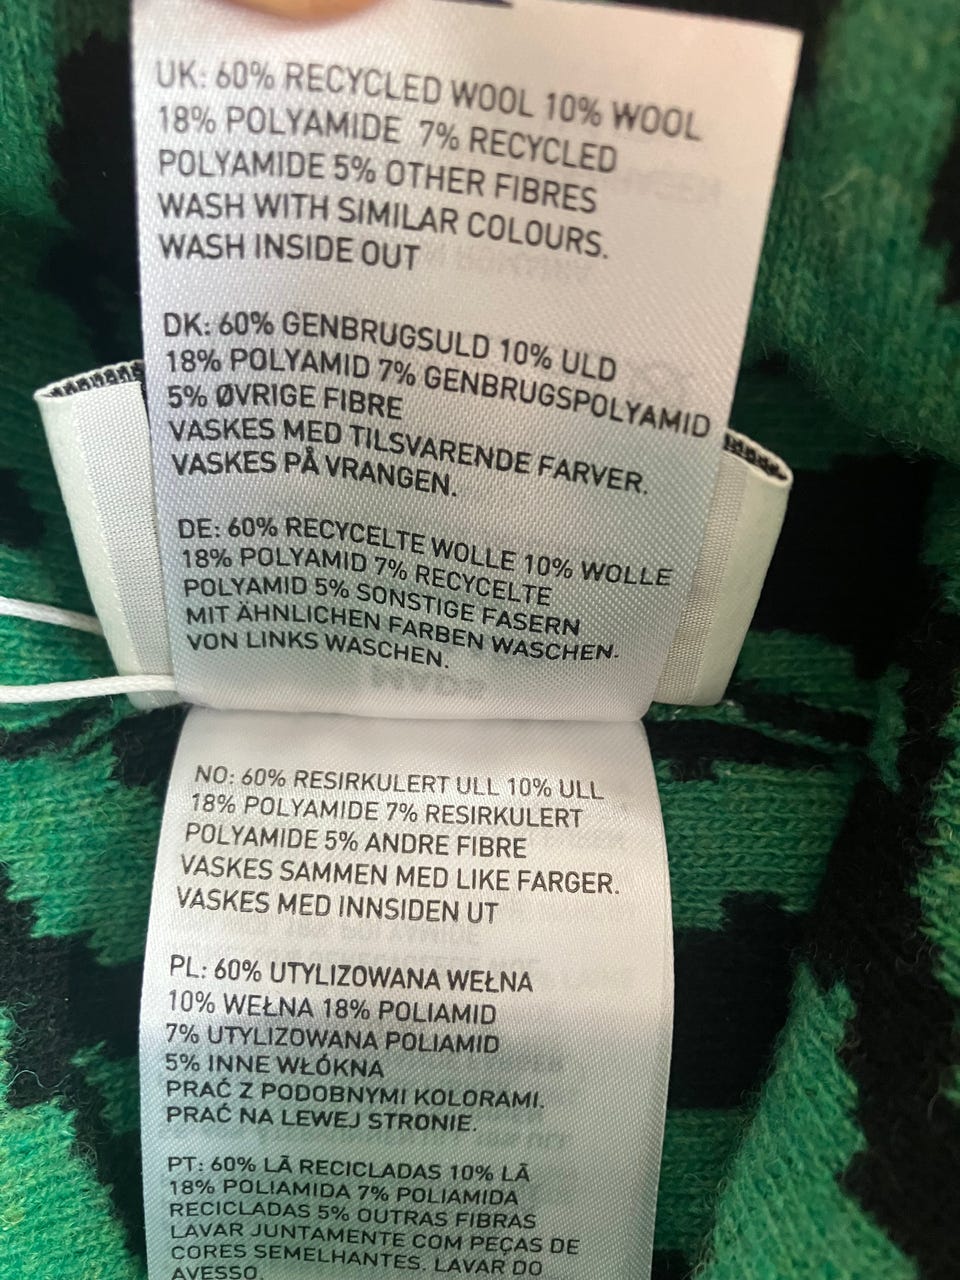 UK: 60% RECYCLED WOOL 10% WOOL
18% POLYAMIDE 7% RECYCLED
POLYAMIDE 5% OTHER FIBRES
WASH WITH SIMILAR COLOURS.
WASH INSIDE OUT
DK: 60% GENBRUGSULD 10% ULD
18% POLYAMID 7% GENBRUGSPOLYAMID
5% ØVRIGE FIBRE
VASKES MED TILSVARENDE FARVER.
VASKES PÅ VRANGEN.
DE: 60% RECYCELTE WOLLE 10% WOLLE
18% POLYAMID 7% RECYCELTE
POLYAMID 5% SONSTIGE FASERN
MIT ÄHNLICHEN FARBEN WASCHEN.
VON LINKS WASCHEN.
NO: 60% RESIRKULERT ULL 10% ULL
18% POLYAMIDE 7% RESIRKULERT
POLYAMIDE 5% ANDRE FIBRE
VASKES SAMMEN MED LIKE FARGER.
VASKES MED INNSIDEN UT
PL: 60% UTYLIZOWANA WEŁNA
10% WEŁNA 18% POLIAMID
7% UTYLIZOWANA POLIAMID
5% INNE WŁÓKNA
PRAĆ Z PODOBNYMI KOLORAMI.
PRAĆ NA LEWEJ STRONIE.
PT: 60% LÃ RECICLADAS 10% LÃ
18% POLIAMIDA 7% POLIAMIDA
RECICLADAS 5% OUTRAS FIBRAS
LAVAR JUNTAMENTE COM PEÇAS DE
CORES SEMELHANTES. LAVAR DO
AVESSO.